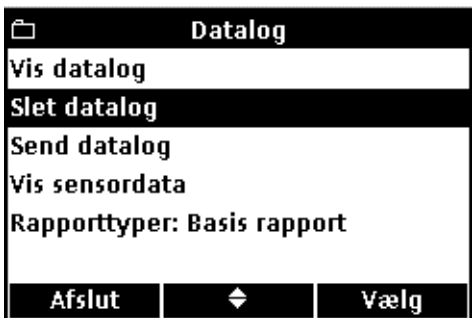 Datalog
Vis datalog
Slet datalog
Send datalog
Vis sensordata
Rapporttyper: Basis rapport
Afslut Vælg